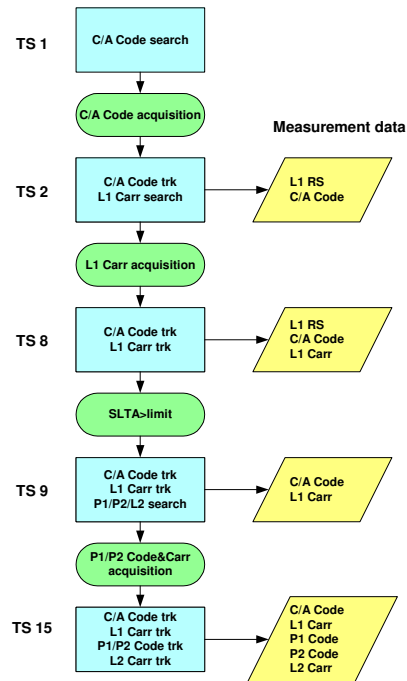 TS 1
C/A Code search
C/A Code acquisition
Measurement data
TS 2
C/A Code trk
L1 Carr search
L1 RS
C/A Code
L1 Carr acquisition
TS 8
C/A Code trk
L1 Carr trk
L1 RS
C/A Code
L1 Carr
SLTA>limit
TS 9
C/A Code trk
L1 Carr trk
P1/P2/L2 search
C/A Code
L1 Carr
P1/P2 Code&Carr
acquisition
TS 15
C/A Code trk
L1 Carr trk
P1/P2 Code trk
L2 Carr trk
C/A Code
L1 Carr
P1 Code
P2 Code
L2 Carr